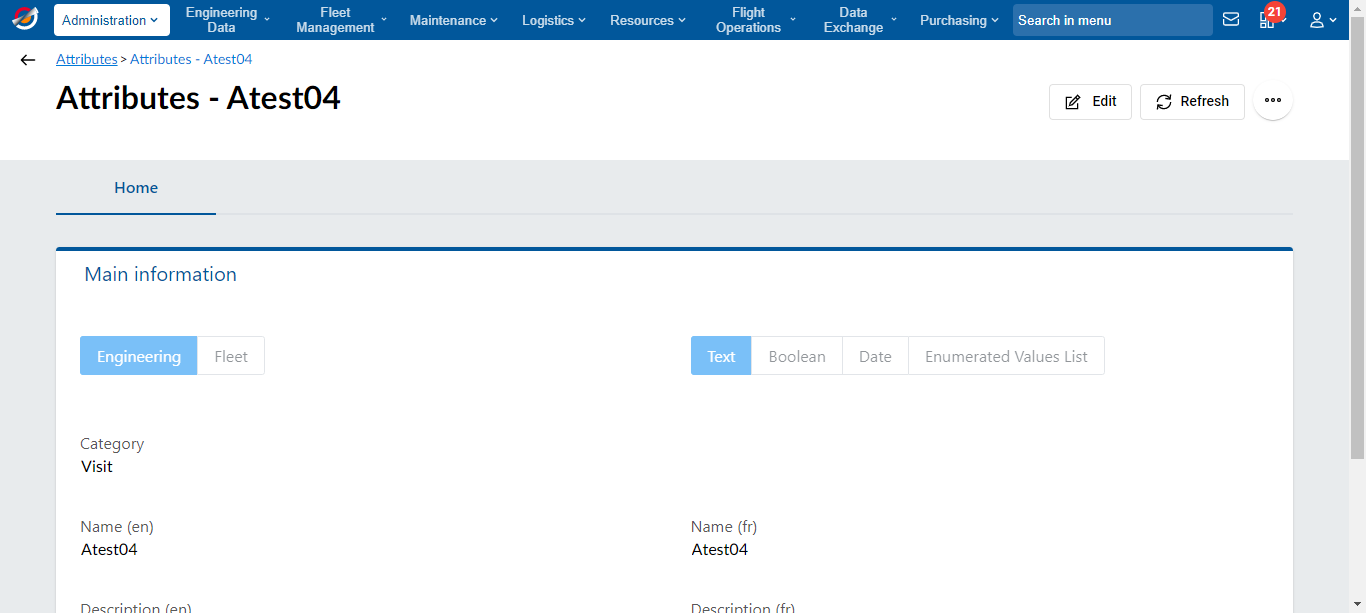 Administration
Engineering Data
Fleet Management
Maintenance
Logistics
Resources
Flight Operations
Data Exchange
Purchasing
Search in menu
21
Attributes > Attributes - Atest04
Attributes - Atest04
Edit
Refresh
Home
Main information
Engineering
Fleet
Text
Boolean
Date
Enumerated Values List
Category
Visit
Name (en)
Atest04
Name (fr)
Atest04
Description (en)
Description (fr)